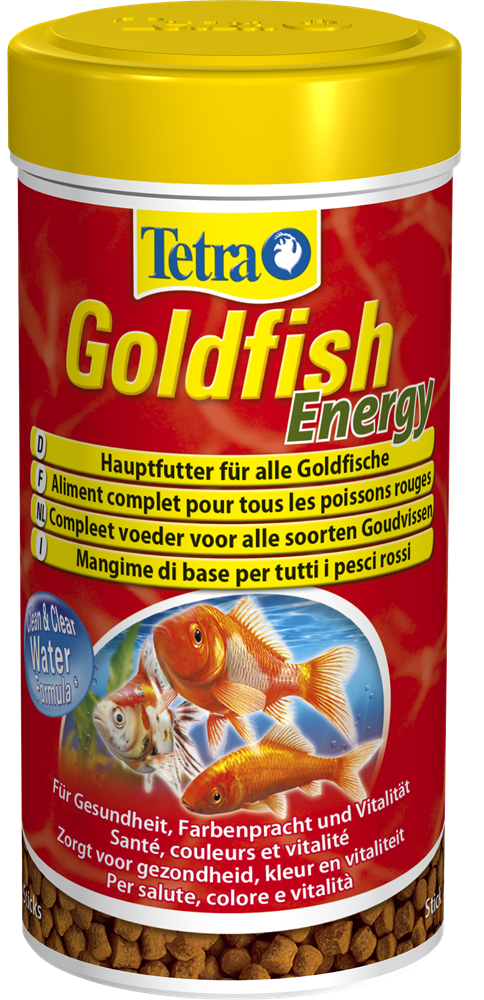 Tetra
Tetra
Goldfish
Energy
D
Hauptfutter für alle Goldfische
F
Aliment complet pour tous les poissons rouges
NL
Compleet voeder voor alle soorten Goudvissen
I
Mangime di base per tutti i pesci rossi
Clean & Clear
Water
Formula*
Für Gesundheit, Farbenpracht und Vitalität
Santé, couleurs et vitalité
Zorgt voor gezondheid, kleur en vitaliteit
Per salute, colore e vitalità
Sticks